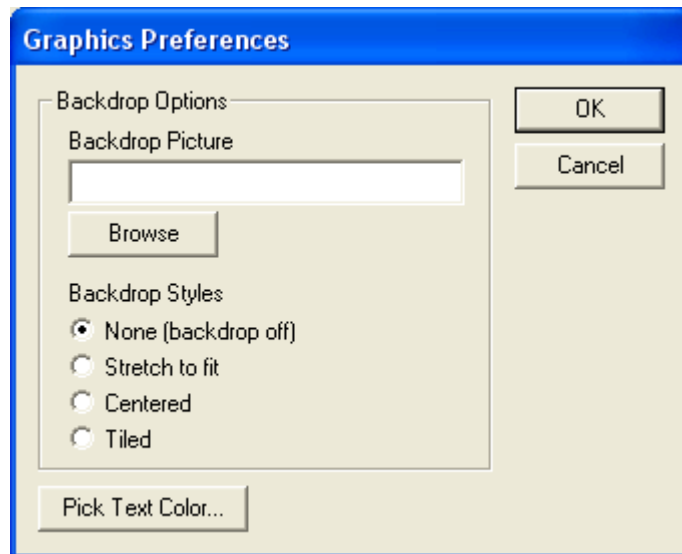 Graphics Preferences
Backdrop Options
Backdrop Picture
Browse
Backdrop Styles
None (backdrop off)
Stretch to fit
Centered
Tiled
Pick Text Color...
OK
Cancel